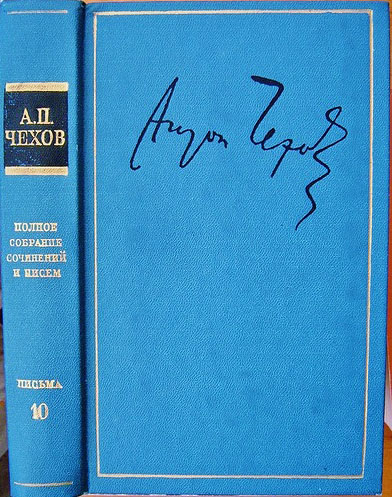 А.П.
ЧЕХОВ
ПОЛНОЕ
СОБРАНИЕ
СОЧИНЕНИЙ
И ПИСЕМ
ПИСЬМА
10
Антон Чехов